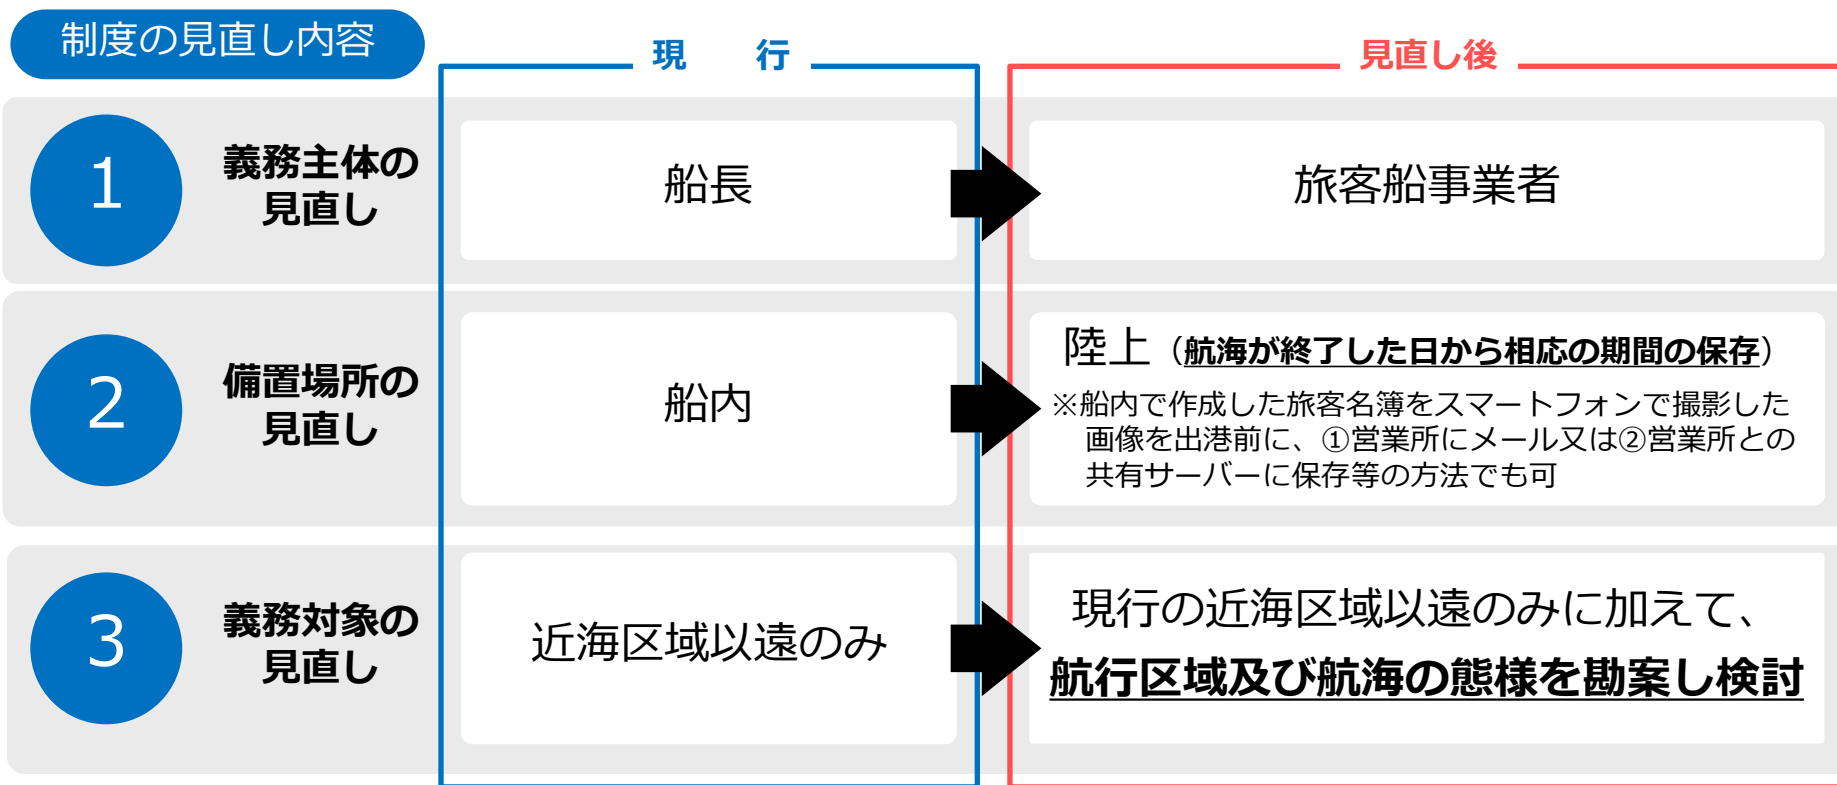 制度の見直し内容
現　行
見直し後
1
義務主体の
見直し
船長
旅客船事業者
2
備置場所の
見直し
船内
陸上（航海が終了した日から相応の期間の保存）
※船内で作成した旅客名簿をスマートフォンで撮影した
画像を出港前に、①営業所にメール又は②営業所との
共有サーバーに保存等の方法でも可
3
義務対象の
見直し
近海区域以遠のみ
現行の近海区域以遠のみに加えて、
航行区域及び航海の態様を勘案し検討